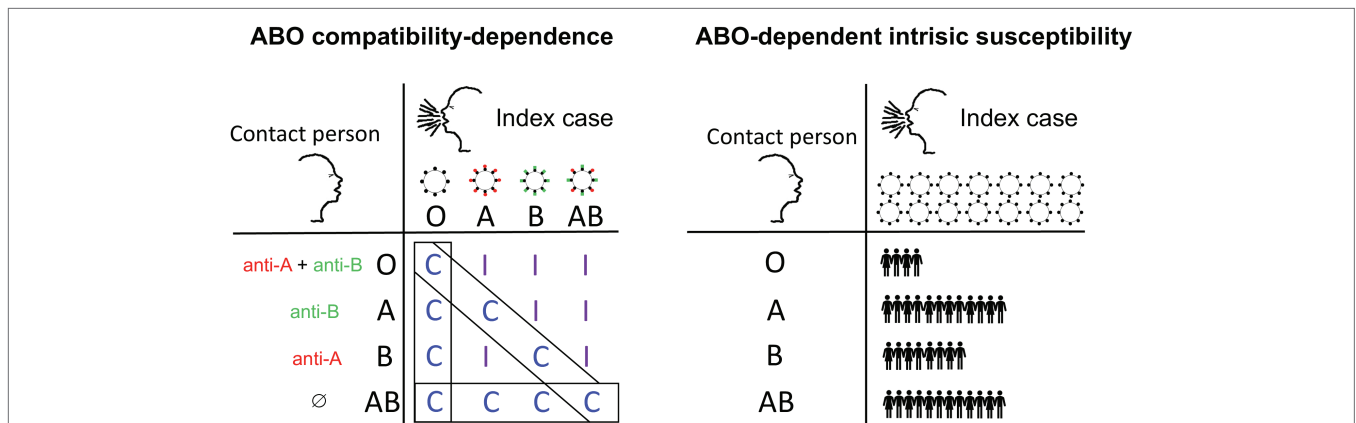 ABO compatibility-dependence
Contact person
Index case
O A B AB
anti-A + anti-B O C I I I
anti-B A C C I I
anti-A B C I C I
∅ AB C C C C
ABO-dependent intrisic susceptibility
Contact person
Index case
O
A
B
AB